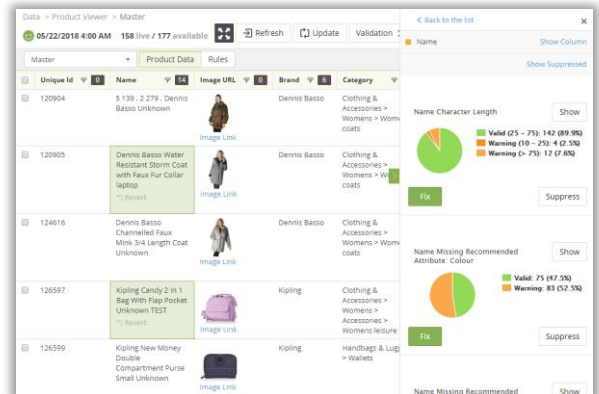 Data > Product Viewer > Master
05/22/2018 4:00 AM 158 live / 177 available Refresh Update Validation
Master Product Data Rules
Unique Id 0 Name 14 Image URL 0 Brand 6 Category
120904
5 139 , 2 279 , Dennis
Basso Unknown
Image Link
Dennis Basso
Clothing &
Accessories >
Womens > Wom
coats
120905
Dennis Basso Water
Resistant Storm Coat
with Faux Fur Collar
laptop
Revert
Image Link
Dennis Basso
Clothing &
Accessories >
Womens > Wo
coats
124616
Dennis Basso
Channelled Faux
Mink 3/4 Length Coat
Unknown
Image Link
Dennis Basso
Clothing &
Accessories >
Womens > Wom
coats
126597
Kipling Candy 2 in 1
Bag With Flap Pocket
Unknown TEST
Revert
Image Link
Kipling
Clothing &
Accessories >
Womens >
Accessories >
Womens leisure
126599
Kipling New Money
Double
Compartment Purse
Small Unknown
Image Link
Kipling
Handbags & Lug
> Wallets
Back to the list
Name Show Column
Show Suppressed
Name Character Length Show
Valid (25 – 75): 142 (89.9%)
Warning (10 – 25): 4 (2.5%)
Warning (> 75): 12 (7.6%)
Fix Suppress
Name Missing Recommended
Attribute: Colour
Show
Valid: 75 (47.5%)
Warning: 83 (52.5%)
Fix Suppress
Name Missing Recommended Show